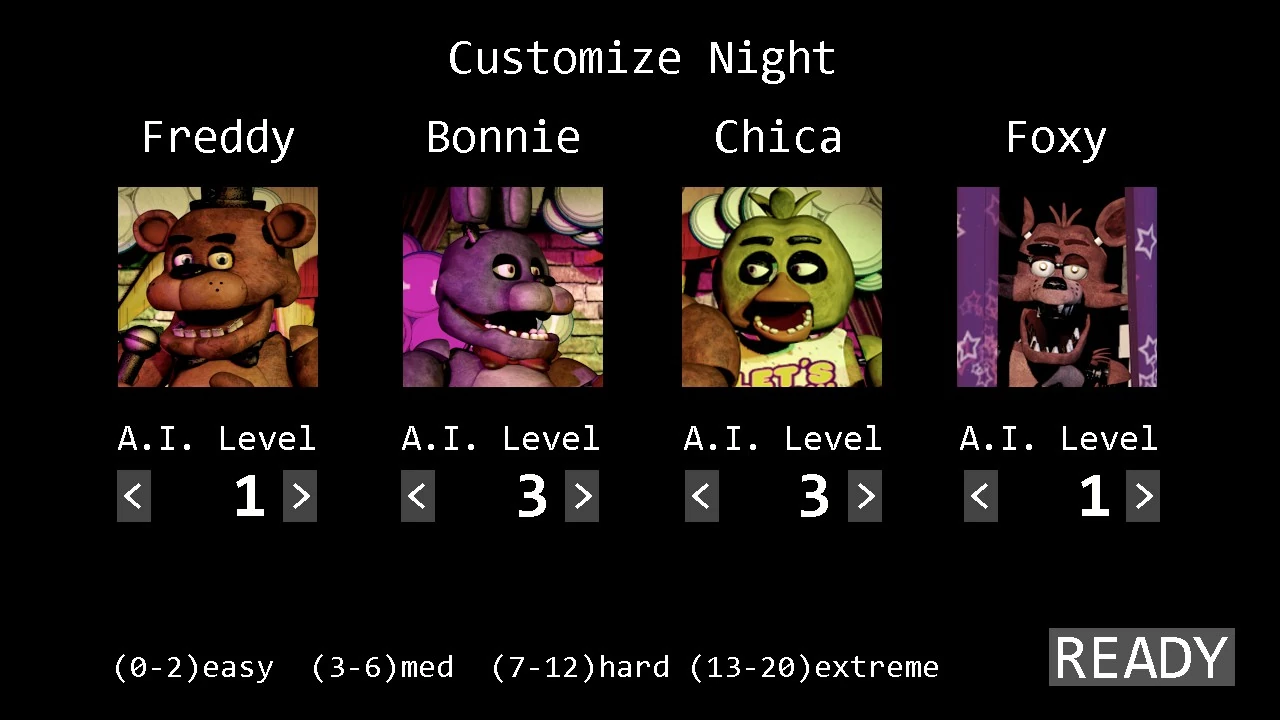 Customize Night
Freddy Bonnie Chica Foxy
LET'S
A.I. Level A.I. Level A.I. Level A.I. Level
< 1 > < 3 > < 3 > < 1 >
(0-2)easy (3-6)med (7-12)hard (13-20)extreme
READY